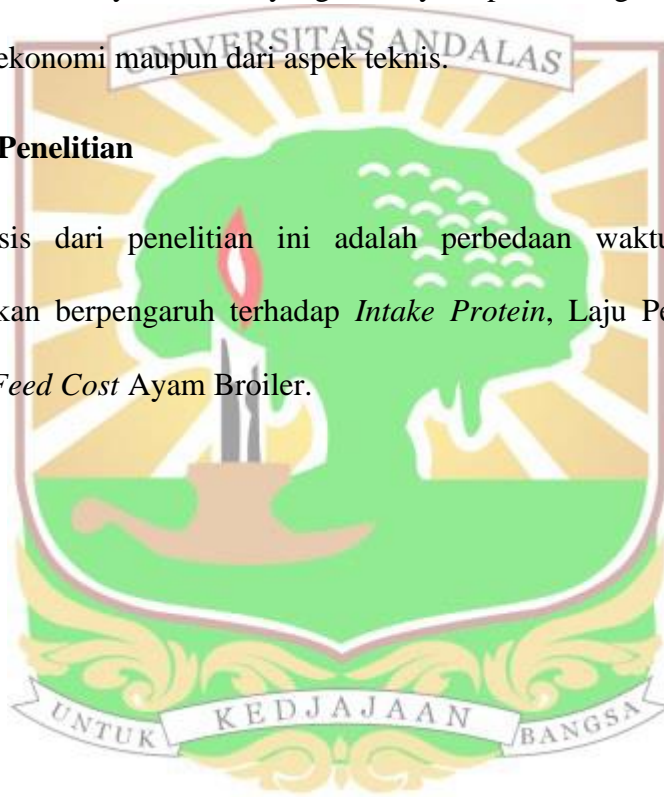 ekonomi maupun dari aspek teknis.
UNIVERSITAS ANDALAS
Penelitian
sis dari penelitian ini adalah perbedaan waktu
kan berpengaruh terhadap Intake Protein, Laju Pe
Feed Cost Ayam Broiler.
UNTUK KEDJAJAAN BANGSA